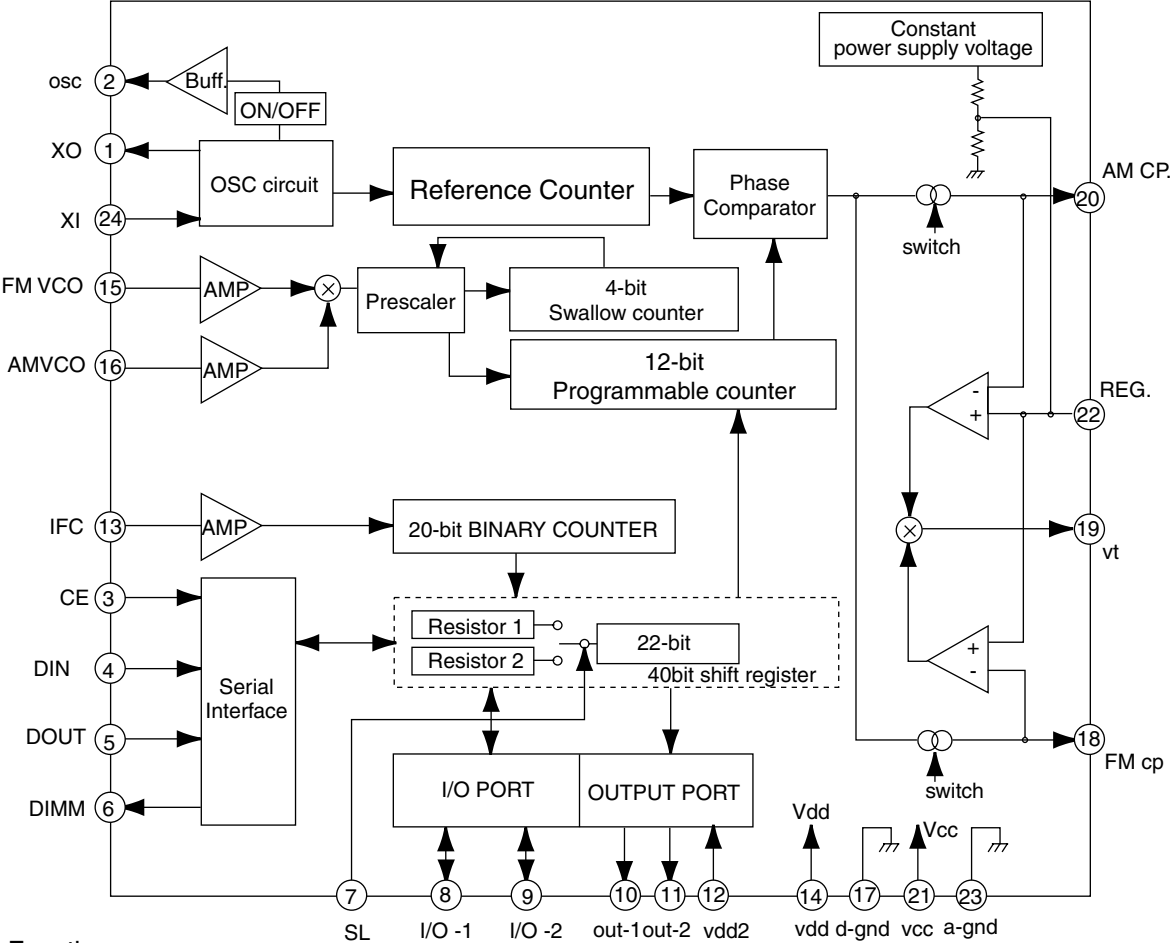 Constant
power supply voltage
osc
2
Buff.
ON/OFF
XO
1
OSC circuit
Reference Counter
Phase
Comparator
AM CP.
20
XI
24
switch
FM VCO
15
AMP
Prescaler
4-bit
Swallow counter
AMVCO
16
AMP
12-bit
Programmable counter
-
+
REG.
22
IFC
13
AMP
20-bit BINARY COUNTER
19
vt
CE
3
Resistor 1
22-bit
DIN
4
Resistor 2
40bit shift register
+
-
Serial
Interface
DOUT
5
18
FM cp
I/O PORT
OUTPUT PORT
switch
DIMM
6
Vdd
Vcc
7
8
9
10
11
12
14
17
21
23
SL
I/O -1
I/O -2
out-1
out-2
vdd2
vdd
d-gnd
vcc
a-gnd